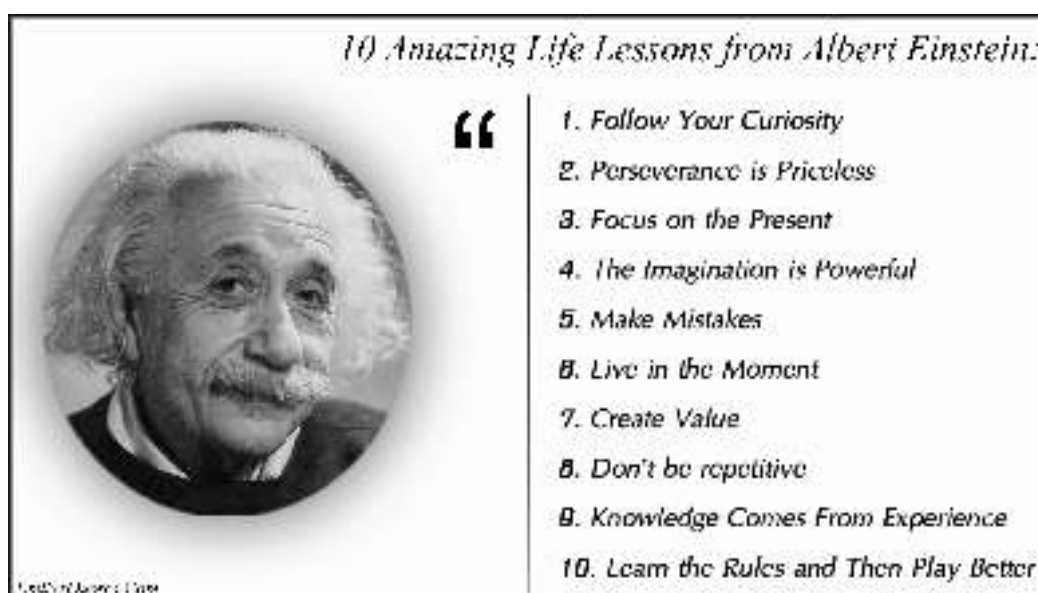 10 Amazing Life Lessons from Albert Einstein:
“
1. Follow Your Curiosity
2. Perseverance is Priceless
3. Focus on the Present
4. The Imagination is Powerful
5. Make Mistakes
6. Live in the Moment
7. Create Value
8. Don't be repetitive
9. Knowledge Comes From Experience
10. Learn the Rules and Then Play Better